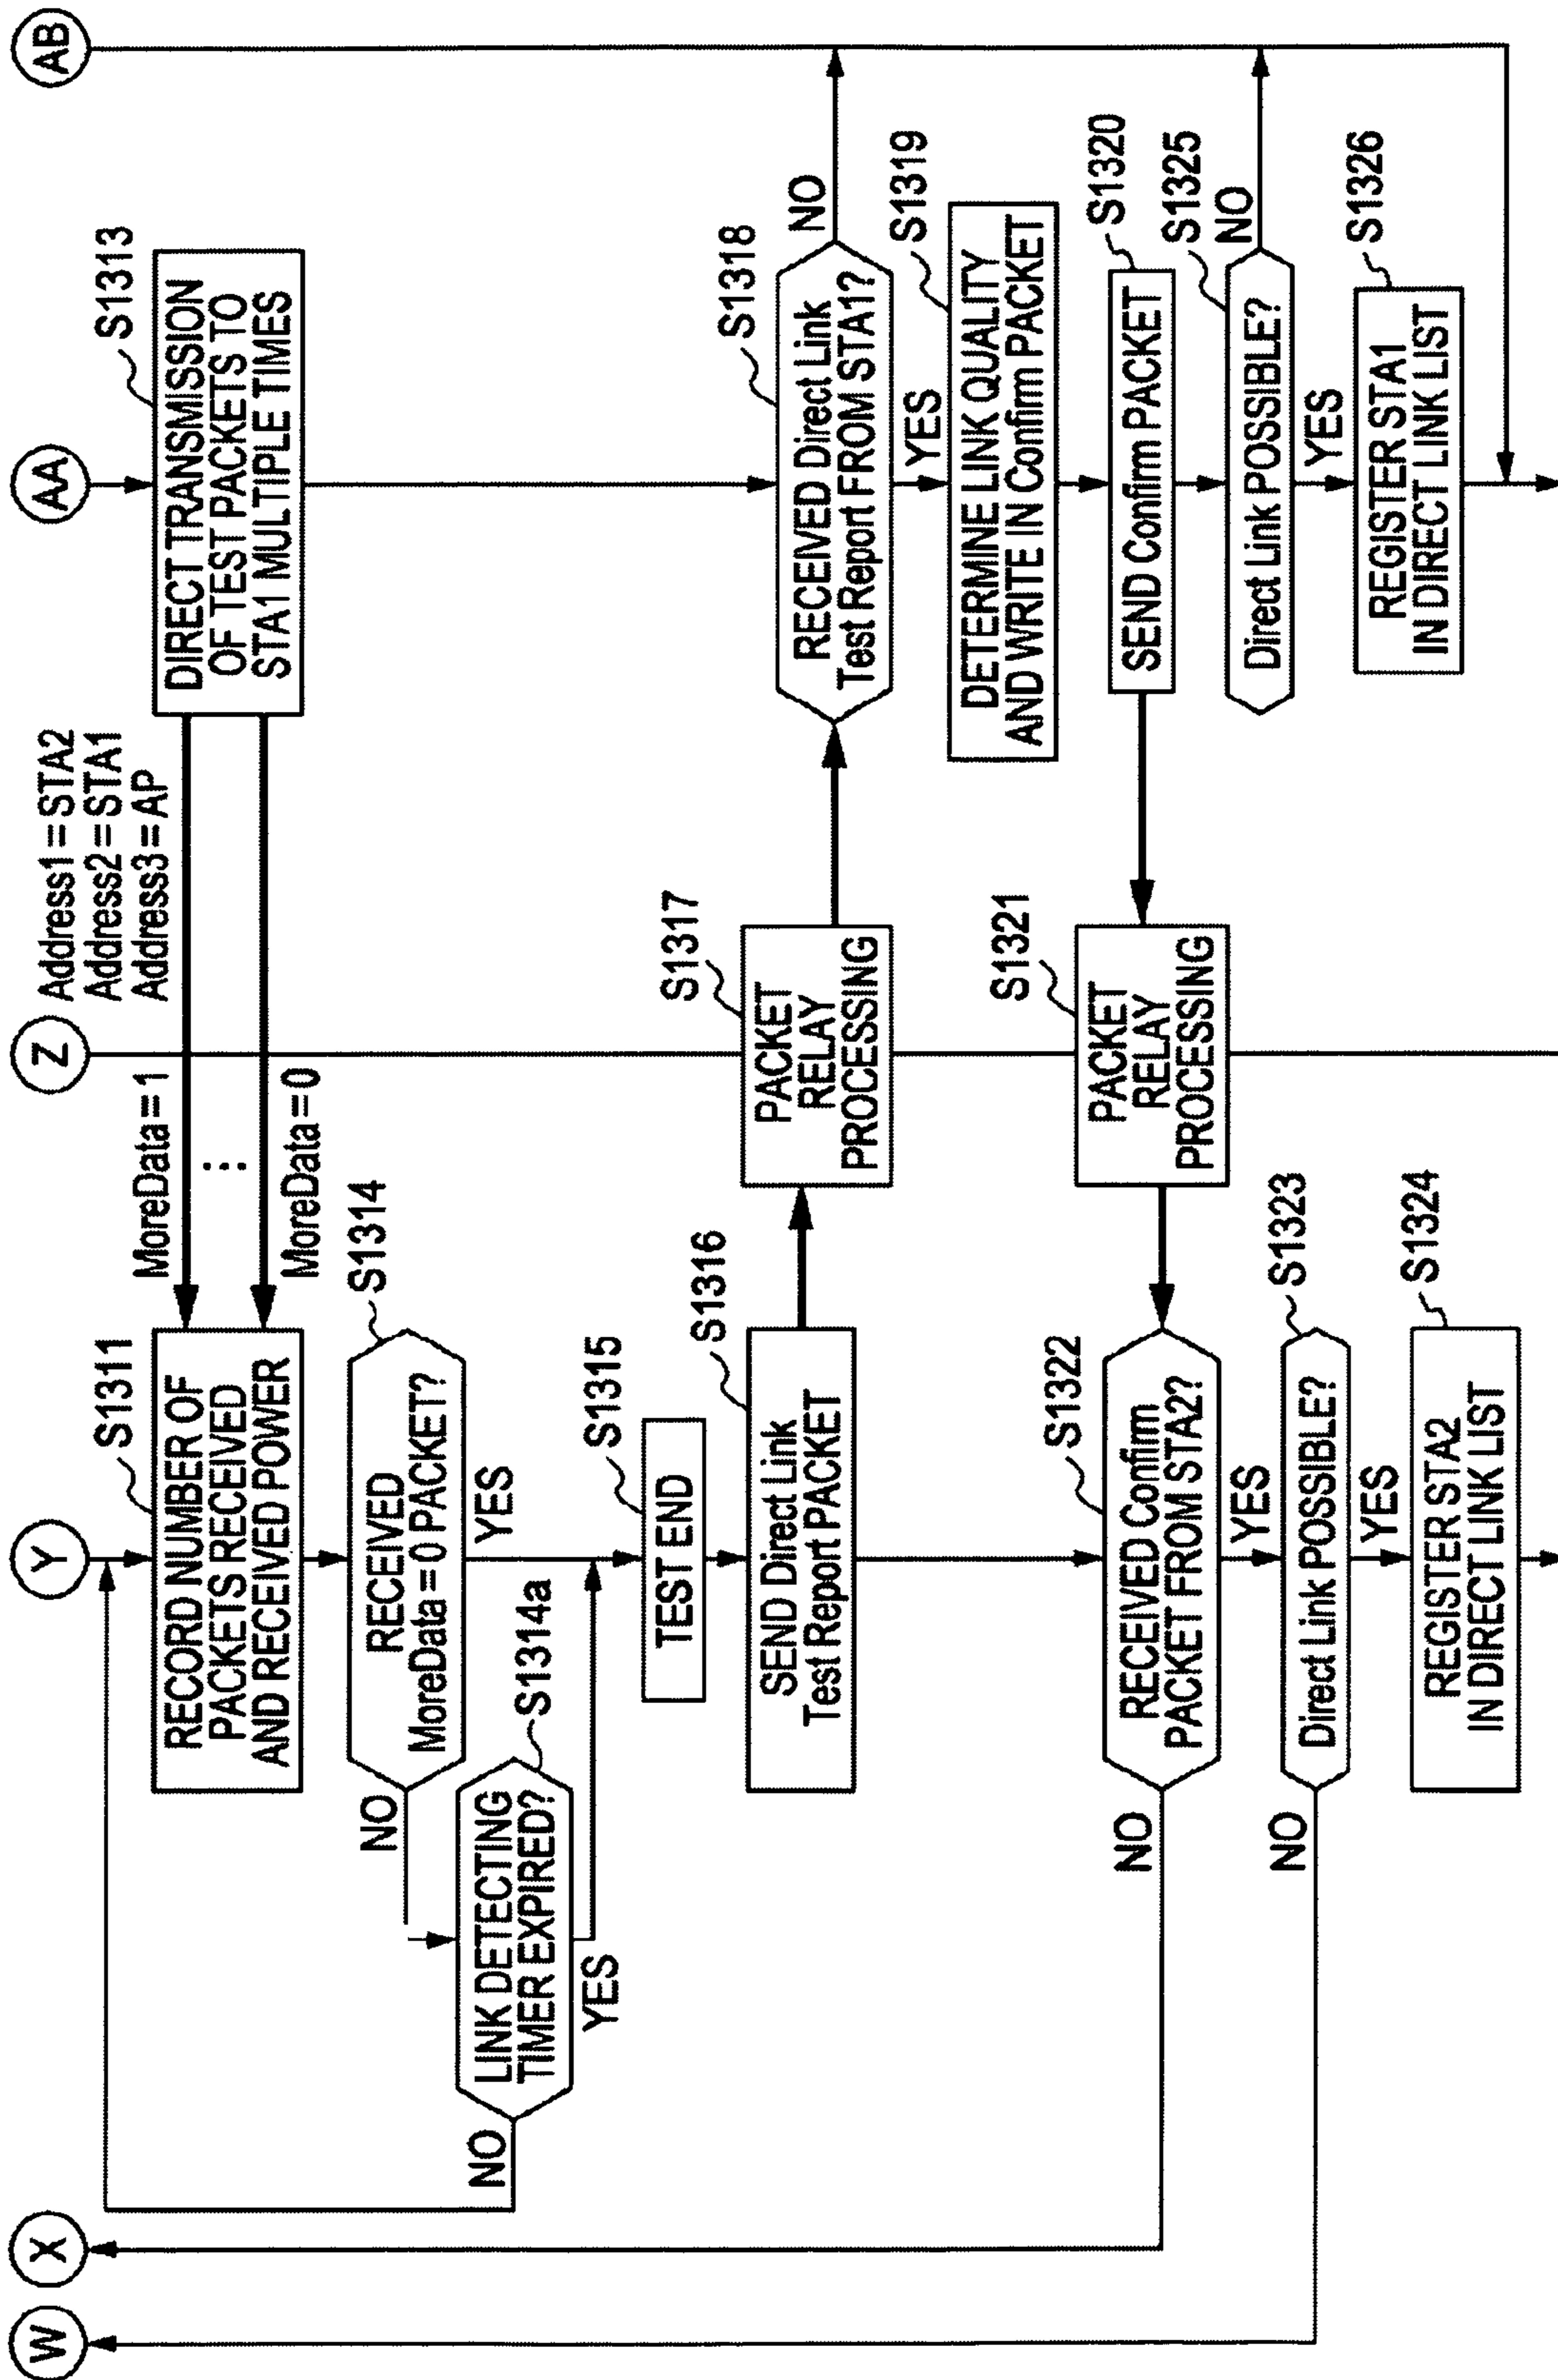 W
X
Y
Z
AA
AB
Address1=STA2
Address2=STA1
Address3=AP
S1311
RECORD NUMBER OF
PACKETS RECEIVED
AND RECEIVED POWER
MoreData=1
...
MoreData=0
S1313
DIRECT TRANSMISSION
OF TEST PACKETS TO
STA1 MULTIPLE TIMES
S1314
RECEIVED
MoreData=0 PACKET?
NO
YES
S1314a
LINK DETECTING
TIMER EXPIRED?
NO
YES
S1315
TEST END
S1316
SEND Direct Link
Test Report PACKET
S1317
PACKET
RELAY
PROCESSING
S1318
RECEIVED Direct Link
Test Report FROM STA1?
NO
YES
S1319
DETERMINE LINK QUALITY
AND WRITE IN Confirm PACKET
S1320
SEND Confirm PACKET
S1321
PACKET
RELAY
PROCESSING
S1322
RECEIVED Confirm
PACKET FROM STA2?
NO
YES
S1323
Direct Link POSSIBLE?
NO
YES
S1324
REGISTER STA2
IN DIRECT LINK LIST
S1325
Direct Link POSSIBLE?
NO
YES
S1326
REGISTER STA1
IN DIRECT LINK LIST